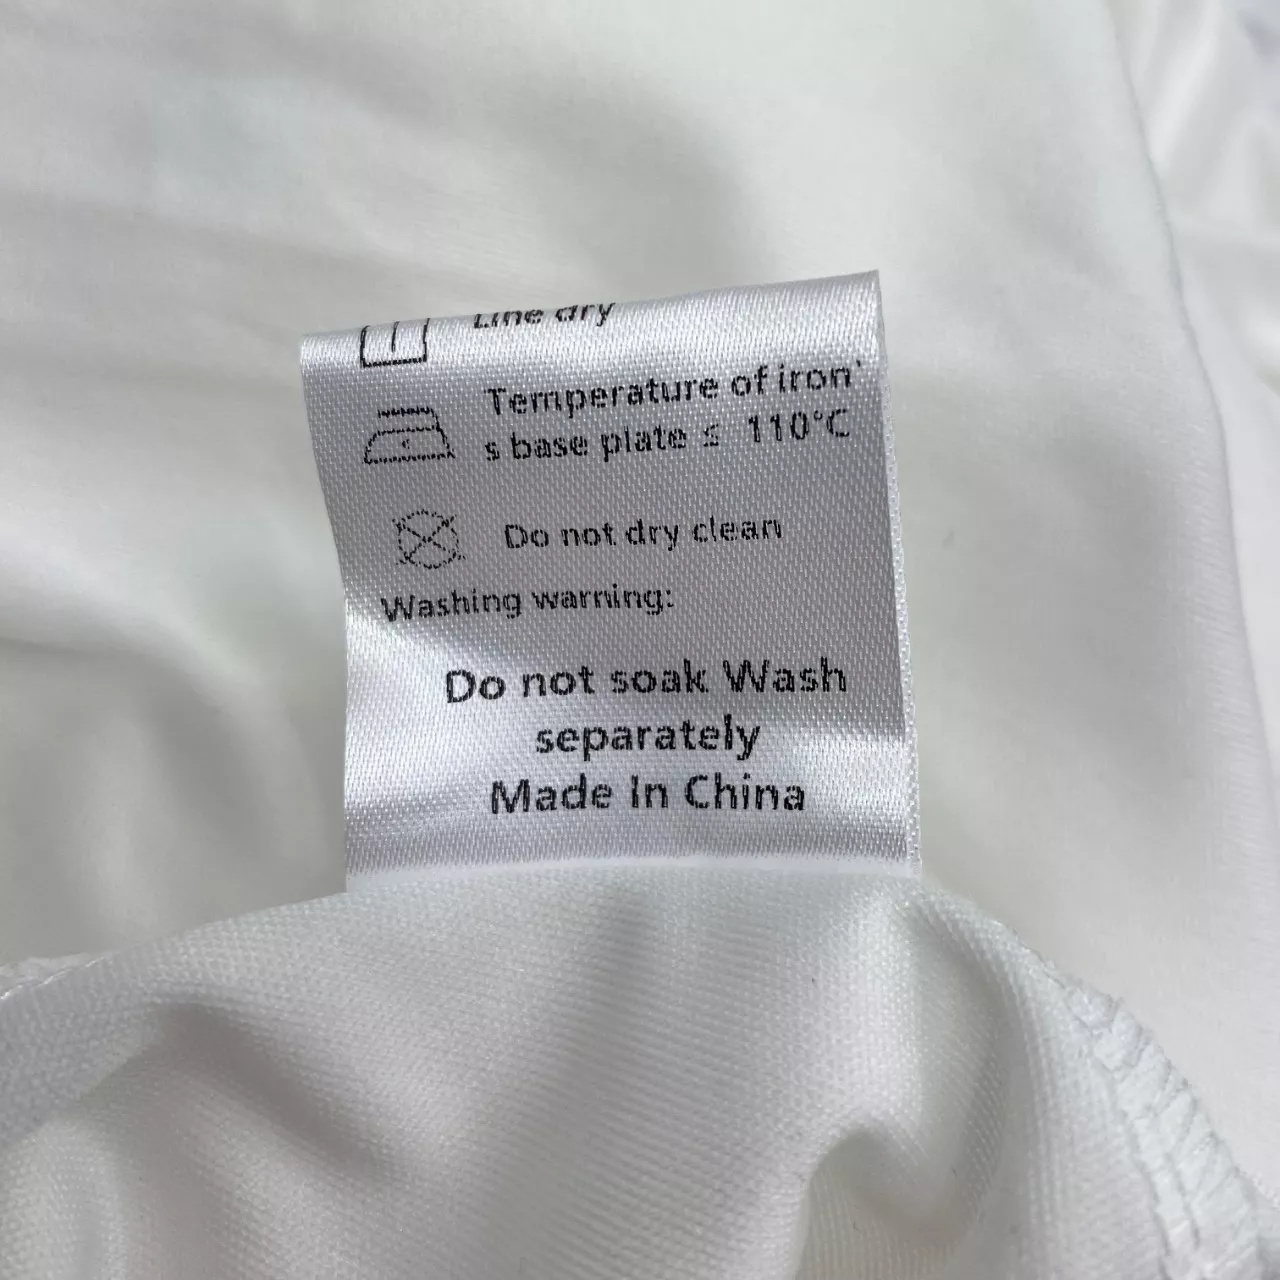 Line dry
Temperature of iron'
s base plate ≤ 110°C
Do not dry clean
Washing warning:
Do not soak Wash
separately
Made In China